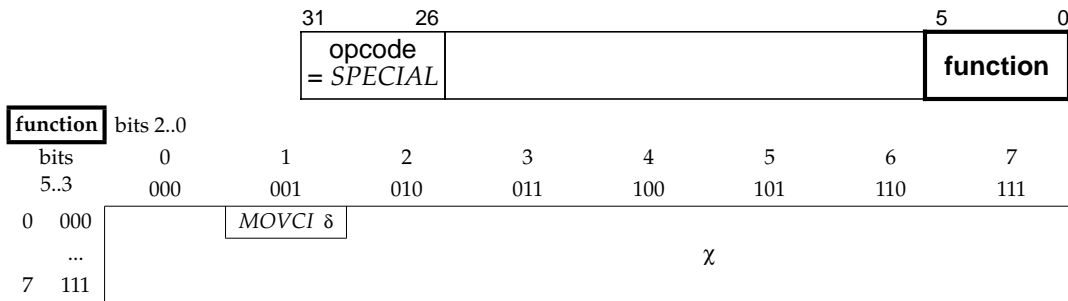 31 26 5 0
opcode
= SPECIAL
function
function bits 2..0
bits 0 1 2 3 4 5 6 7
5..3 000 001 010 011 100 101 110 111
0 000 MOVCI δ
... χ
7 111